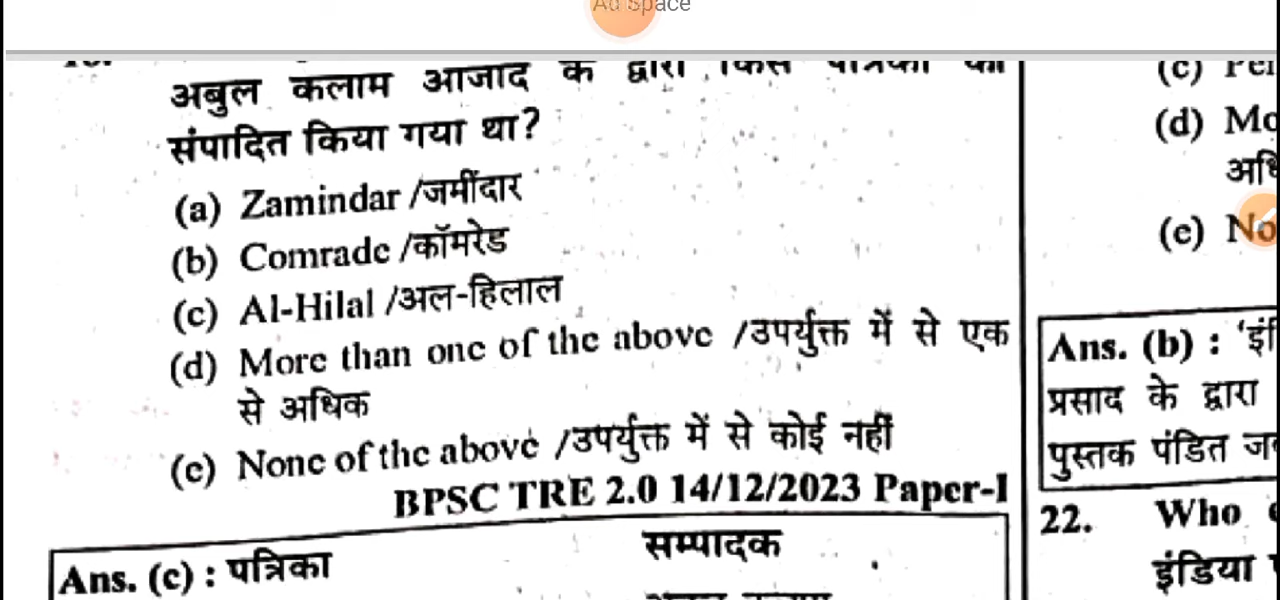 Ad Space
अबुल कलाम आजाद के द्वारा किस पत्रिका का
संपादित किया गया था?
(a) Zamindar /जमींदार
(b) Comrade /कॉमरेड
(c) Al-Hilal /अल-हिलाल
(d) More than one of the above /उपर्युक्त में से एक
से अधिक
(e) None of the above /उपर्युक्त में से कोई नहीं
BPSC TRE 2.0 14/12/2023 Paper-I
Ans. (c) : पत्रिका सम्पादक
(c)
(d)
(e) No
Ans. (b) :
प्रसाद के द्वारा
पुस्तक पंडित
22. Who
इंडिया